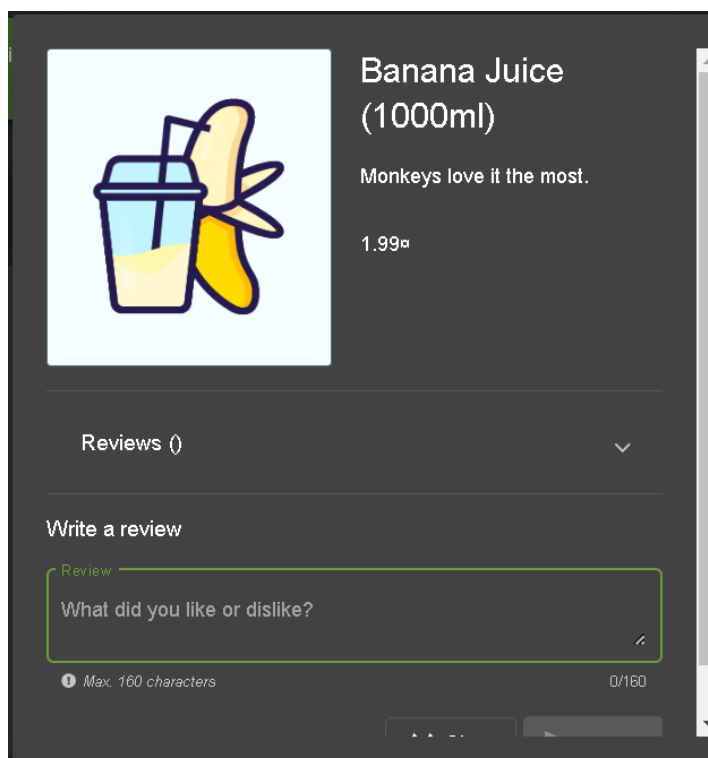 Banana Juice
(1000ml)
Monkeys love it the most.
1.99¤
Reviews ()
Write a review
Review
What did you like or dislike?
Max. 160 characters
0/160